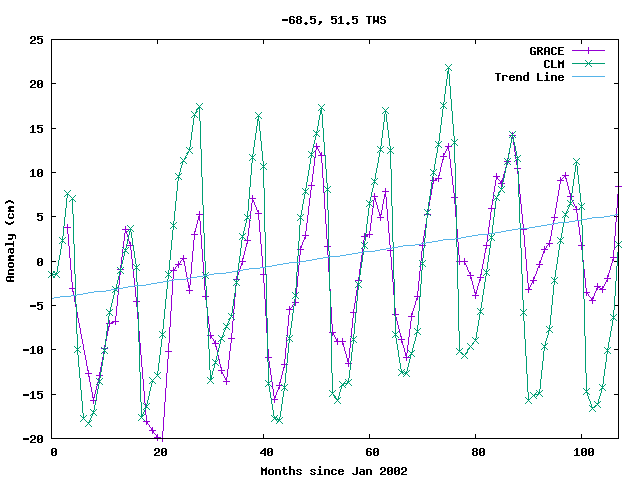 -68.5, 51.5 TWS
GRACE
CLM
Trend Line
25
20
15
10
5
0
-5
-10
-15
-20
Anomaly (cm)
0 20 40 60 80 100
Months since Jan 2002